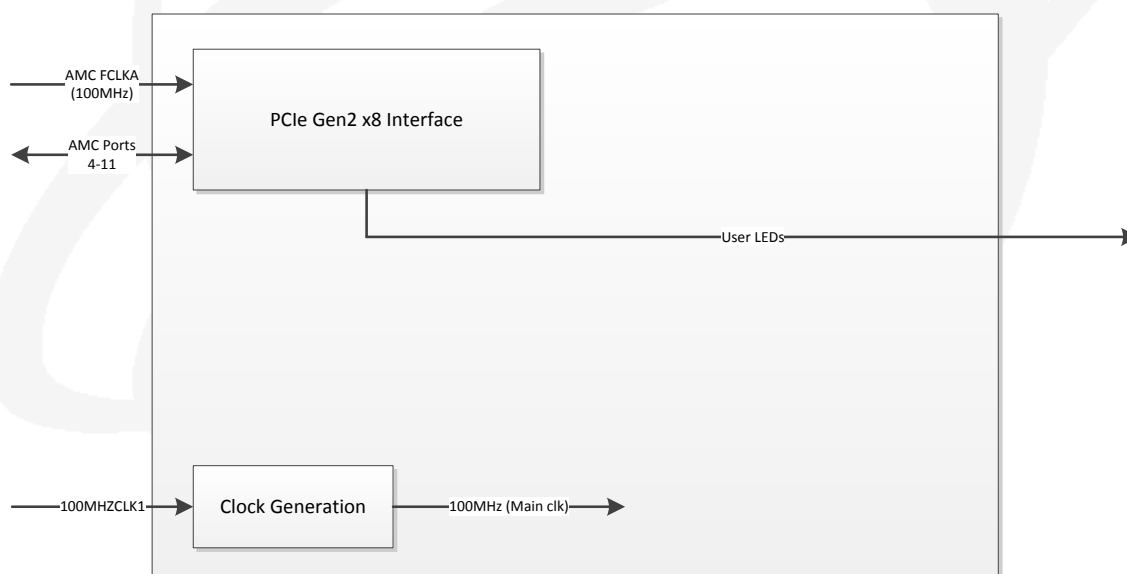 AMC FCLKA
(100MHz)
PCIe Gen2 x8 Interface
AMC Ports
4-11
User LEDs
100MHZCLK1
Clock Generation
100MHz (Main clk)